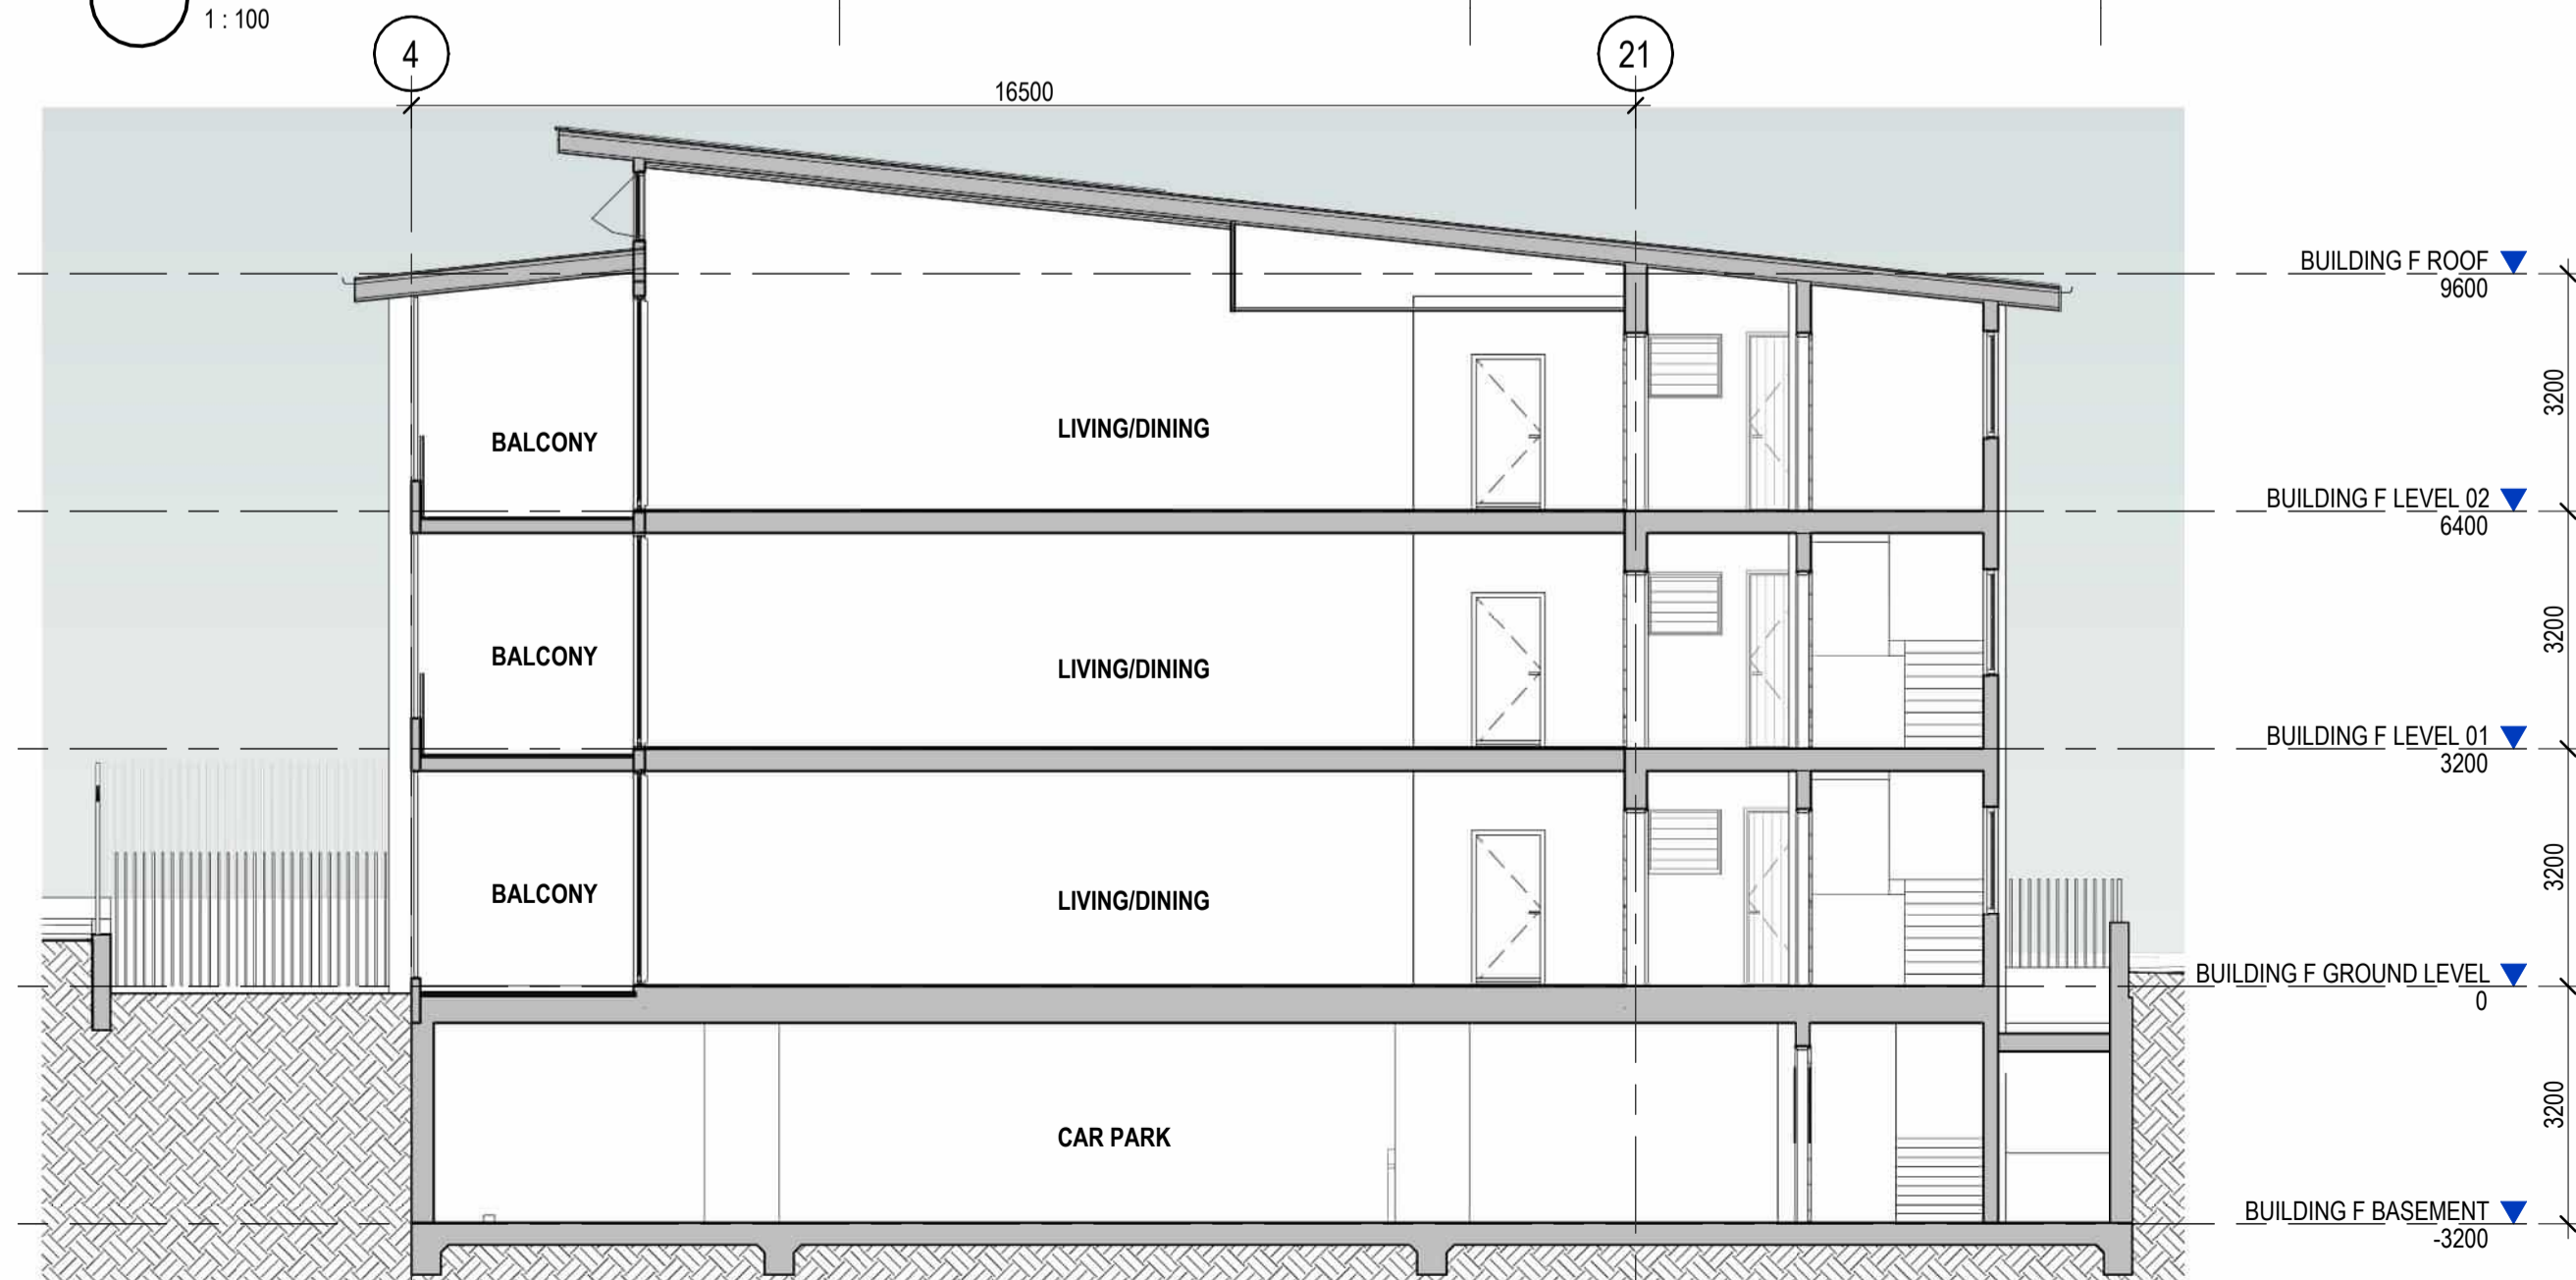 1 : 100
4
21
16500
BUILDING F ROOF
9600
3200
BALCONY
LIVING/DINING
BUILDING F LEVEL 02
6400
3200
BALCONY
LIVING/DINING
BUILDING F LEVEL 01
3200
3200
BALCONY
LIVING/DINING
BUILDING F GROUND LEVEL
0
3200
CAR PARK
BUILDING F BASEMENT
-3200